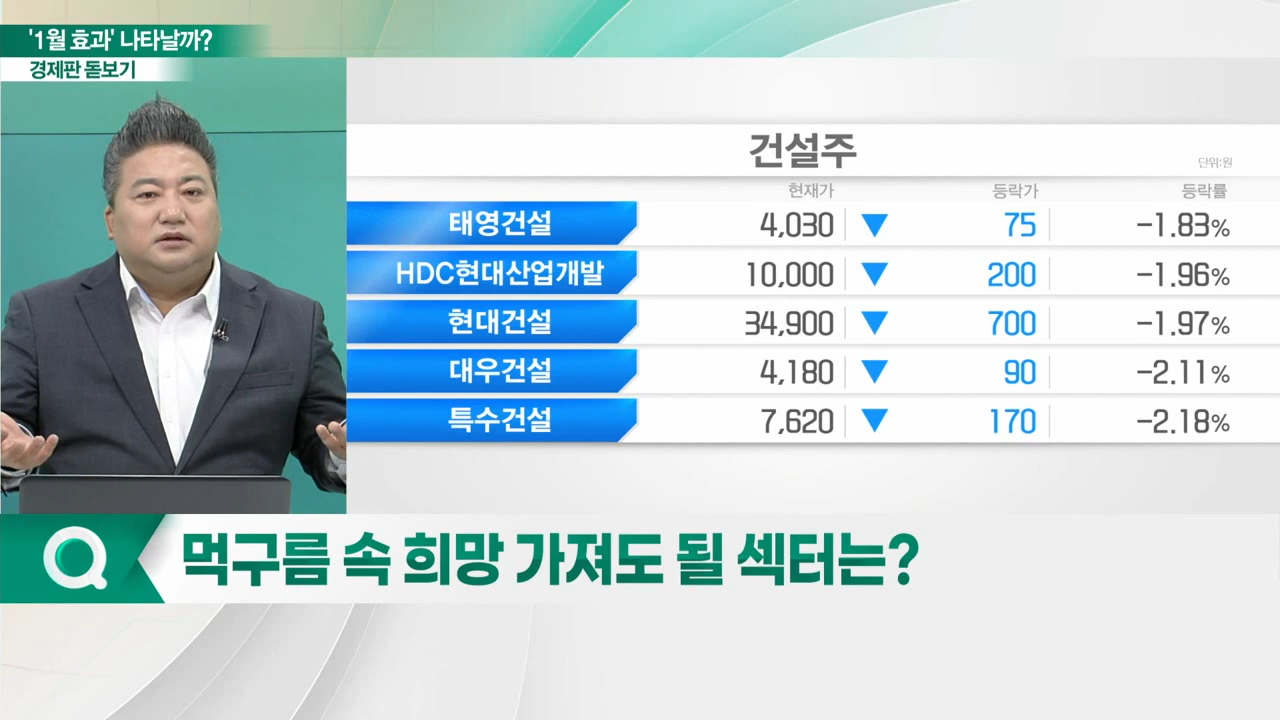 '1월 효과' 나타날까?
경제판 돋보기
건설주
단위:원
현재가 등락가 등락률
태영건설 4,030 ▼ 75 -1.83%
HDC현대산업개발 10,000 ▼ 200 -1.96%
현대건설 34,900 ▼ 700 -1.97%
대우건설 4,180 ▼ 90 -2.11%
특수건설 7,620 ▼ 170 -2.18%
Q 먹구름 속 희망 가져도 될 섹터는?